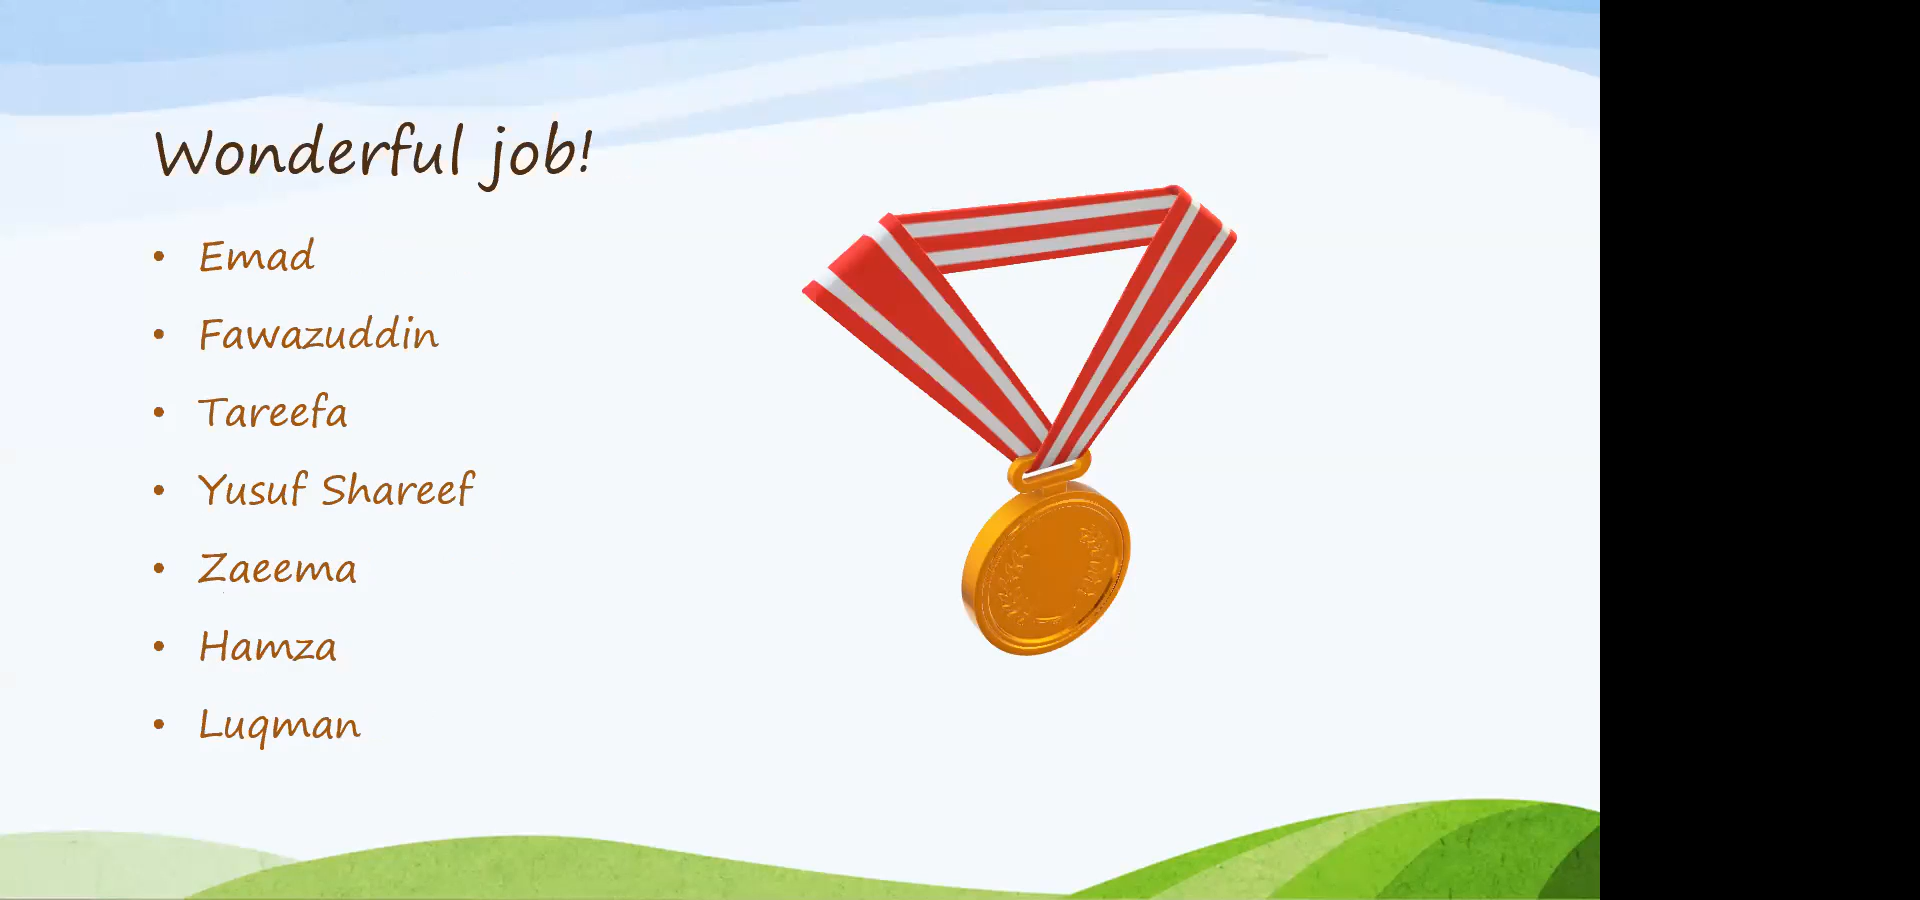 Wonderful job!
• Emad
• Fawazuddin
• Tareefa
• Yusuf Shareef
• Zaeema
• Hamza
• Luqman